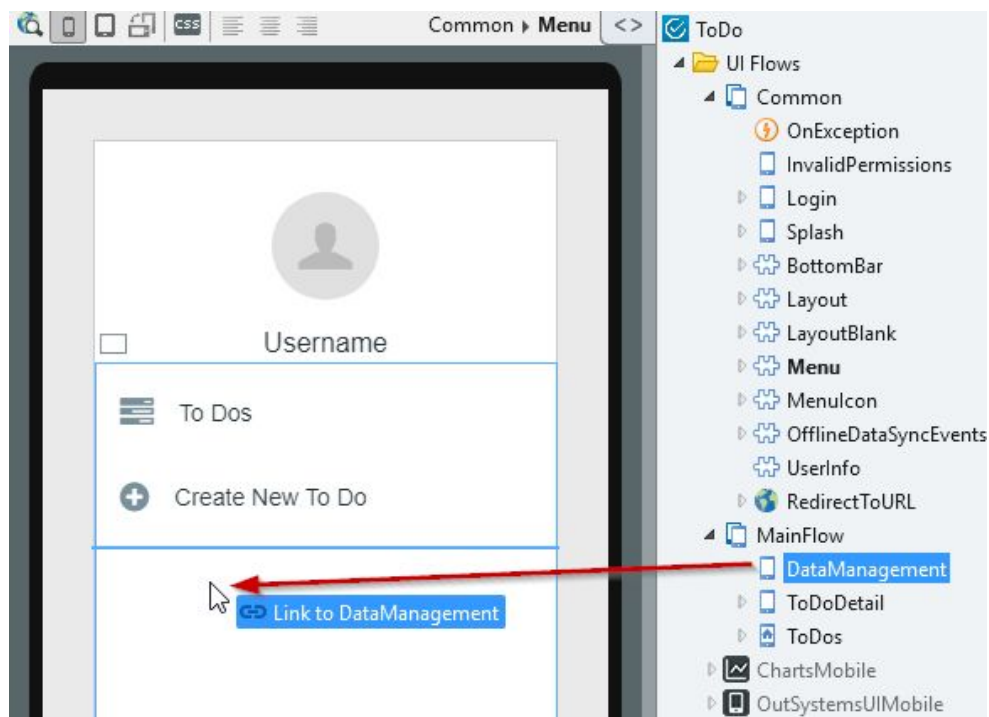 CSS
Common ▸ Menu
<>
Username
To Dos
Create New To Do
Link to DataManagement
ToDo
UI Flows
Common
OnException
InvalidPermissions
Login
Splash
BottomBar
Layout
LayoutBlank
Menu
MenuIcon
OfflineDataSyncEvents
UserInfo
RedirectToURL
MainFlow
DataManagement
ToDoDetail
ToDos
ChartsMobile
OutSystemsUIMobile